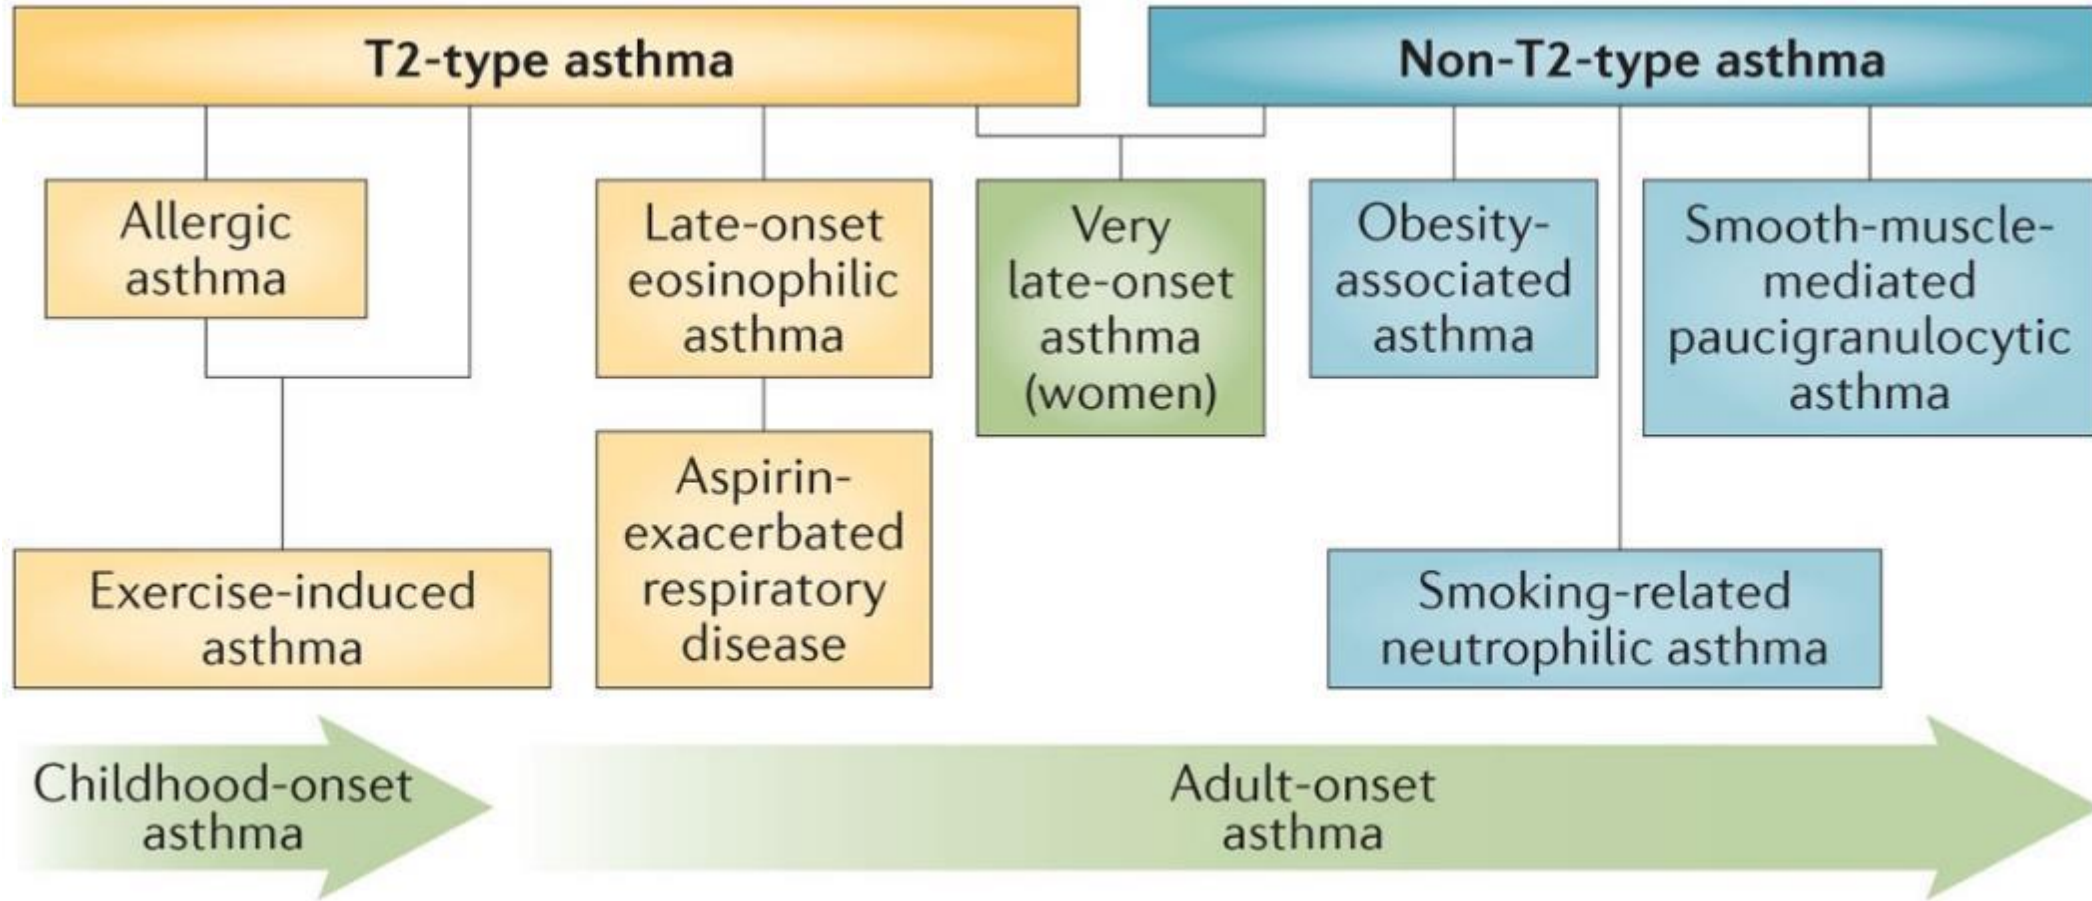 T2-type asthma
Non-T2-type asthma
Allergic
asthma
Late-onset
eosinophilic
asthma
Very
late-onset
asthma
(women)
Obesity-
associated
asthma
Smooth-muscle-
mediated
paucigranulocytic
asthma
Aspirin-
exacerbated
respiratory
disease
Exercise-induced
asthma
Smoking-related
neutrophilic asthma
Childhood-onset
asthma
Adult-onset
asthma